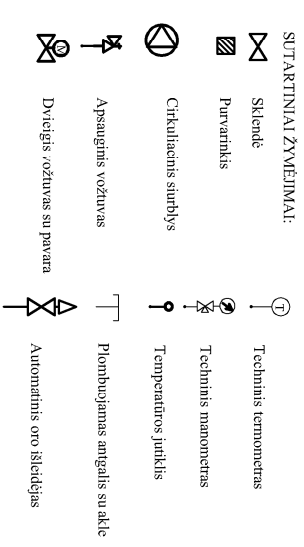 SUTARTINIAI ŽYMĖJIMAI:
Sklendė
Purvarinkis
Cirkuliacinis siurblys
Apsauginis vožtuvas
M
Dvieigis vožtuvas su pavara
T
Techninis termometras
Techninis manometras
Temperatūros jutiklis
Plombuojamas antgalis su akle
Automatinis oro išleidėjas